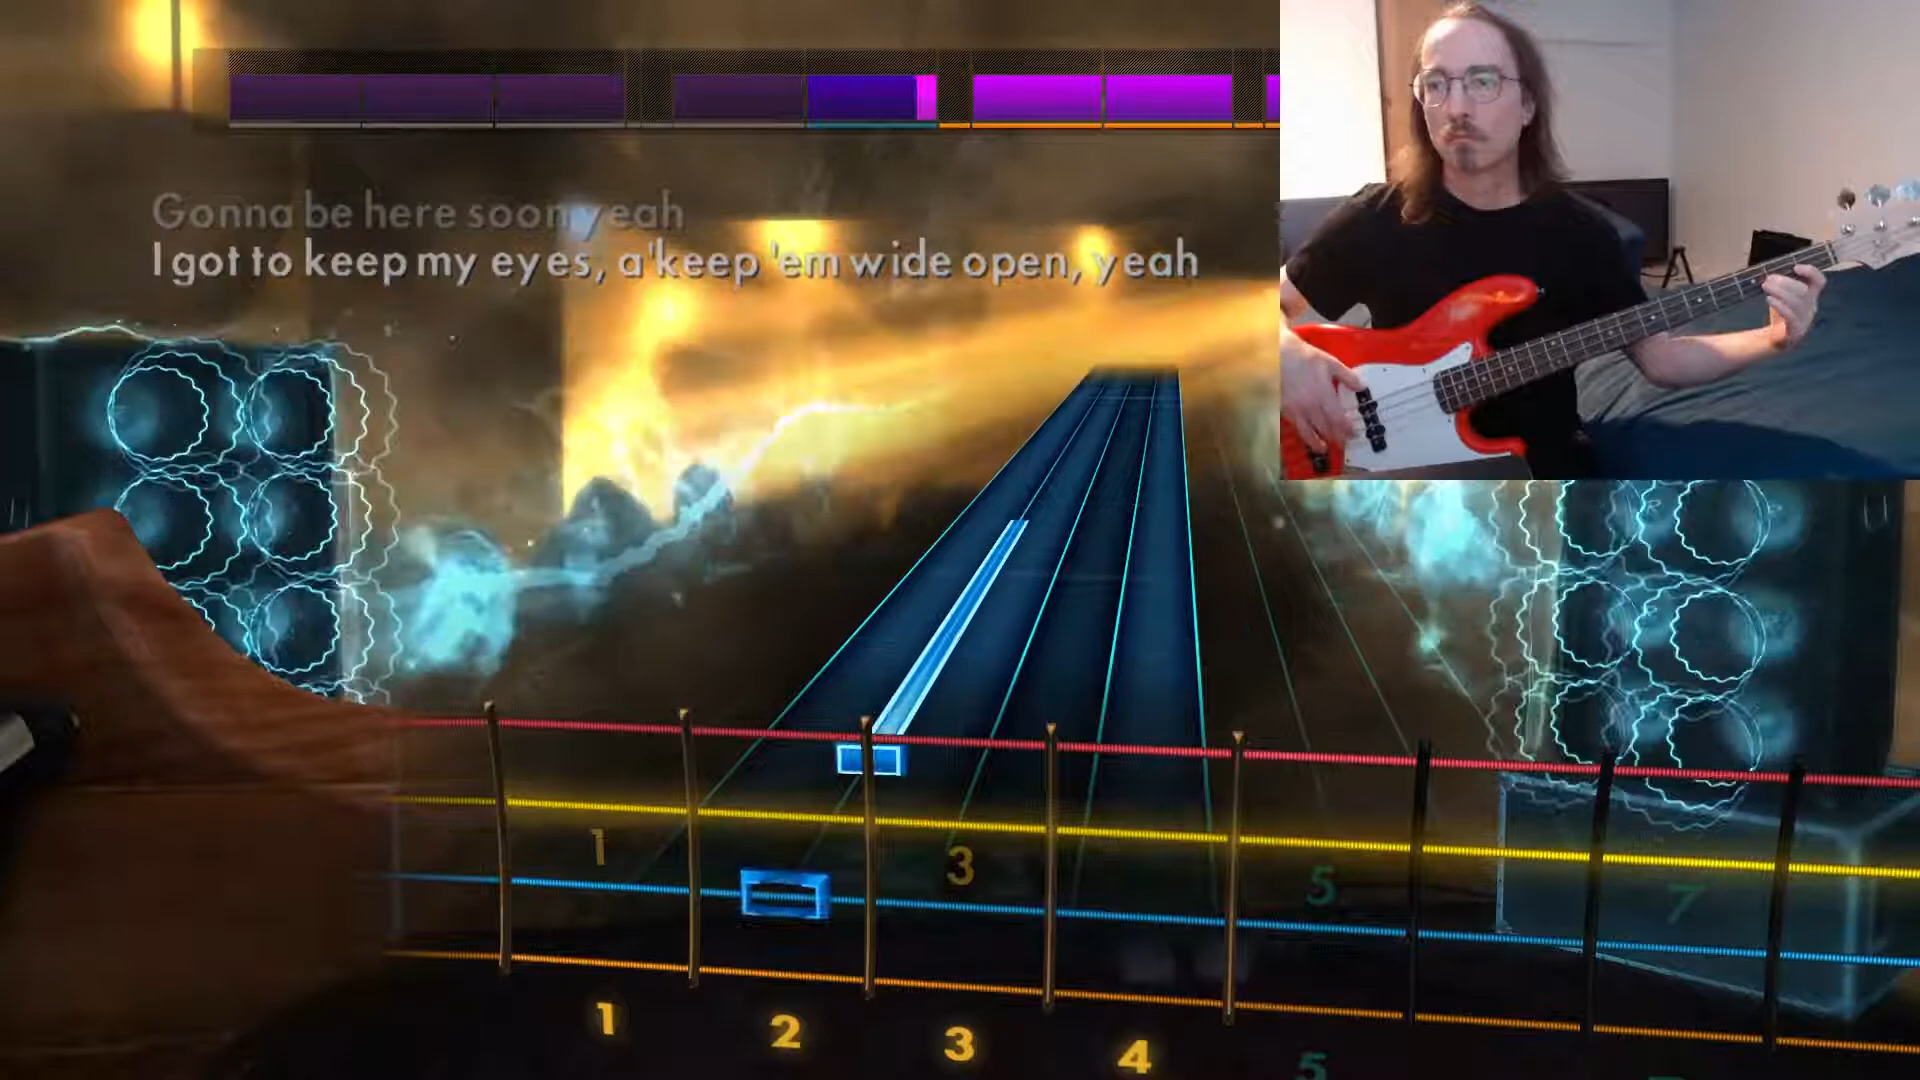 Gonna be here soon yeah
I got to keep my eyes, a'keep 'em wide open, yeah
1 3 5 7
1 2 3 4 5